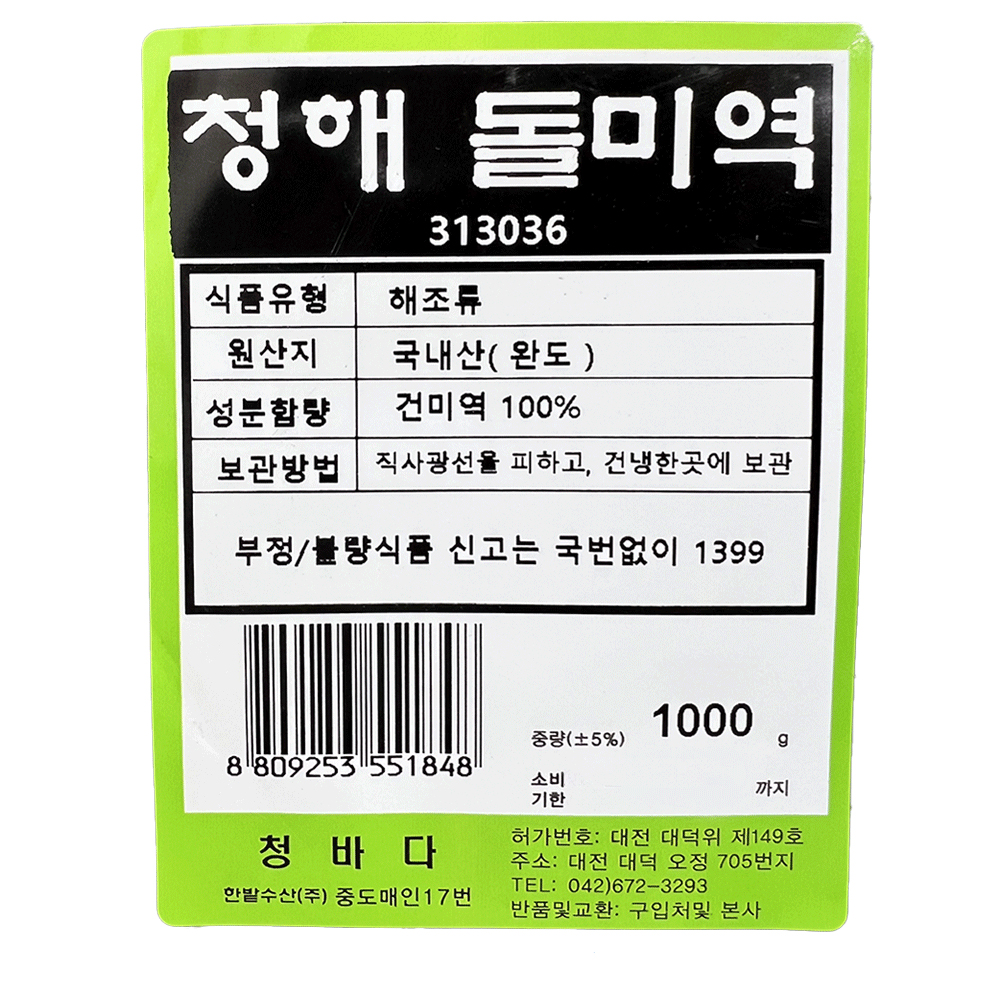 청해 돌미역
313036
식품유형 해조류
원산지 국내산( 완도 )
성분함량 건미역 100%
보관방법 직사광선을 피하고, 건냉한곳에 보관
부정/불량식품 신고는 국번없이 1399
8 809253 551848
중량(±5%) 1000 g
소비
기한 까지
청 바 다
한밭수산(주) 중도매인17번
허가번호: 대전 대덕위 제149호
주소: 대전 대덕 오정 705번지
TEL: 042)672-3293
반품및교환: 구입처및 본사